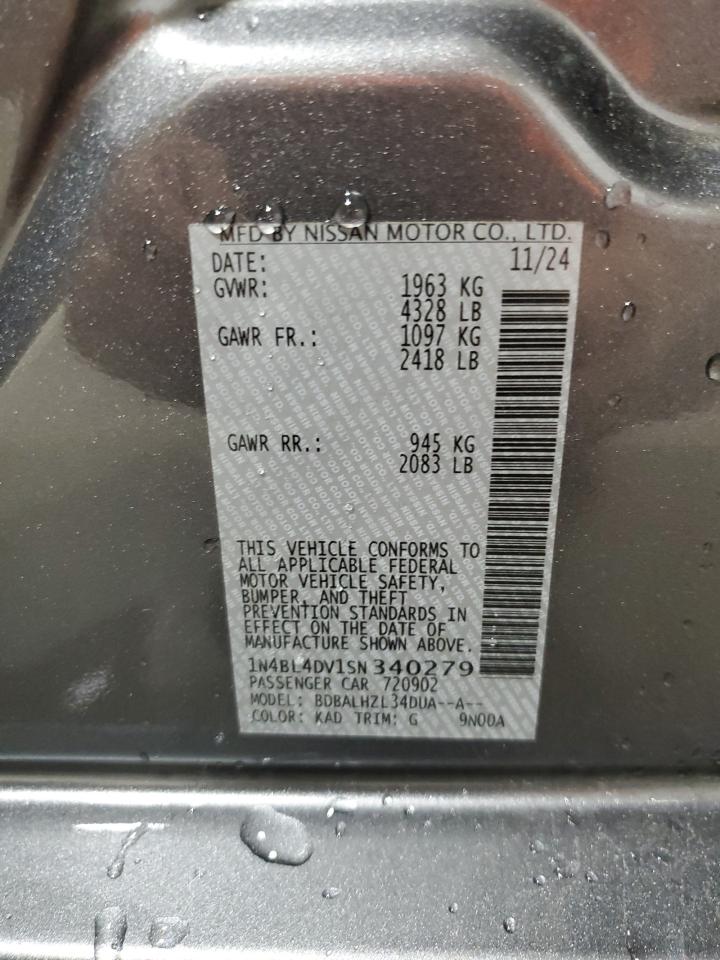 MFD BY NISSAN MOTOR CO., LTD.
DATE: 11/24
GVWR: 1963 KG
4328 LB
GAWR FR.: 1097 KG
2418 LB
GAWR RR.: 945 KG
2083 LB
THIS VEHICLE CONFORMS TO
ALL APPLICABLE FEDERAL
MOTOR VEHICLE SAFETY,
BUMPER, AND THEFT
PREVENTION STANDARDS IN
EFFECT ON THE DATE OF
MANUFACTURE SHOWN ABOVE.
1N4BL4DV1SN340279
PASSENGER CAR 720902
MODEL: BDBALHZL34DUA--A--
COLOR: KAD TRIM: G 9N00A